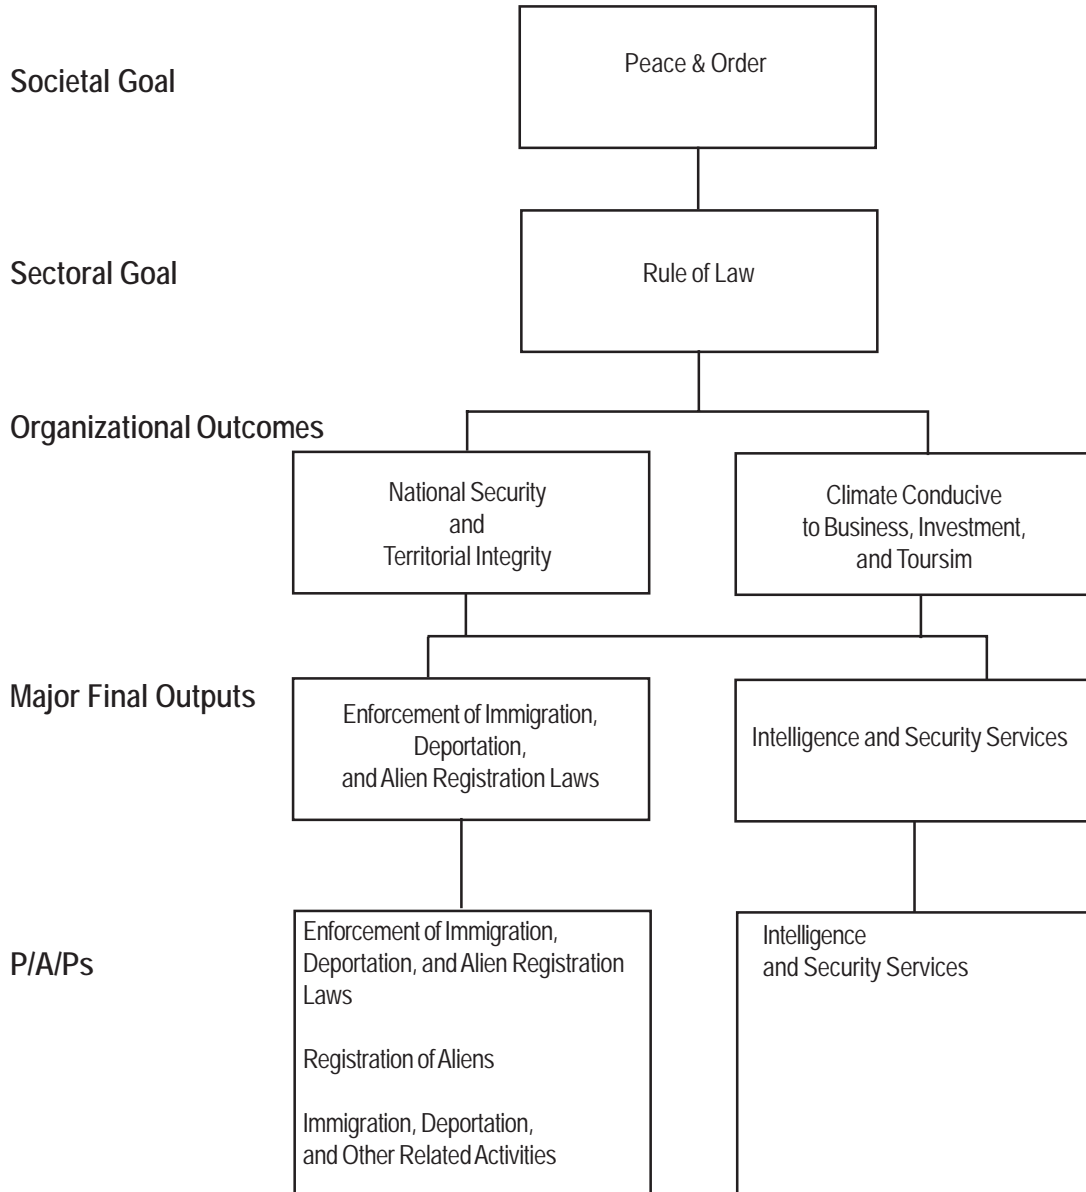 Societal Goal
Peace & Order
Sectoral Goal
Rule of Law
Organizational Outcomes
National Security
and
Territorial Integrity
Climate Conducive
to Business, Investment,
and Toursim
Major Final Outputs
Enforcement of Immigration,
Deportation,
and Alien Registration Laws
Intelligence and Security Services
P/A/Ps
Enforcement of Immigration,
Deportation, and Alien Registration
Laws
Registration of Aliens
Immigration, Deportation,
and Other Related Activities
Intelligence
and Security Services